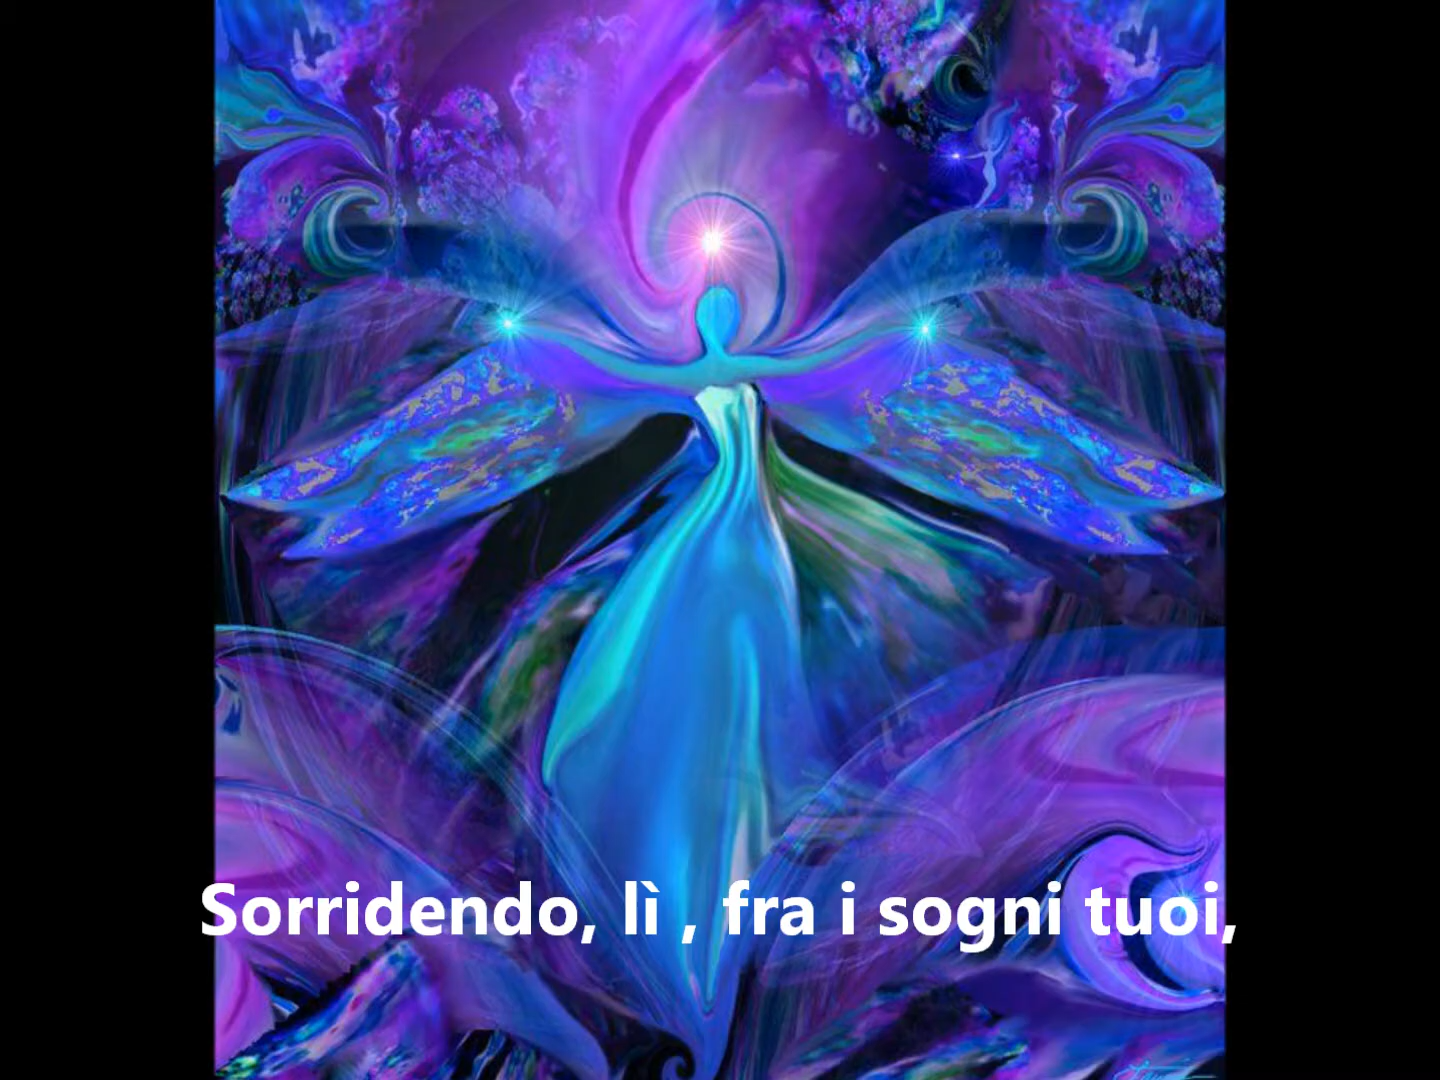 Sorridendo, lì , fra i sogni tuoi,